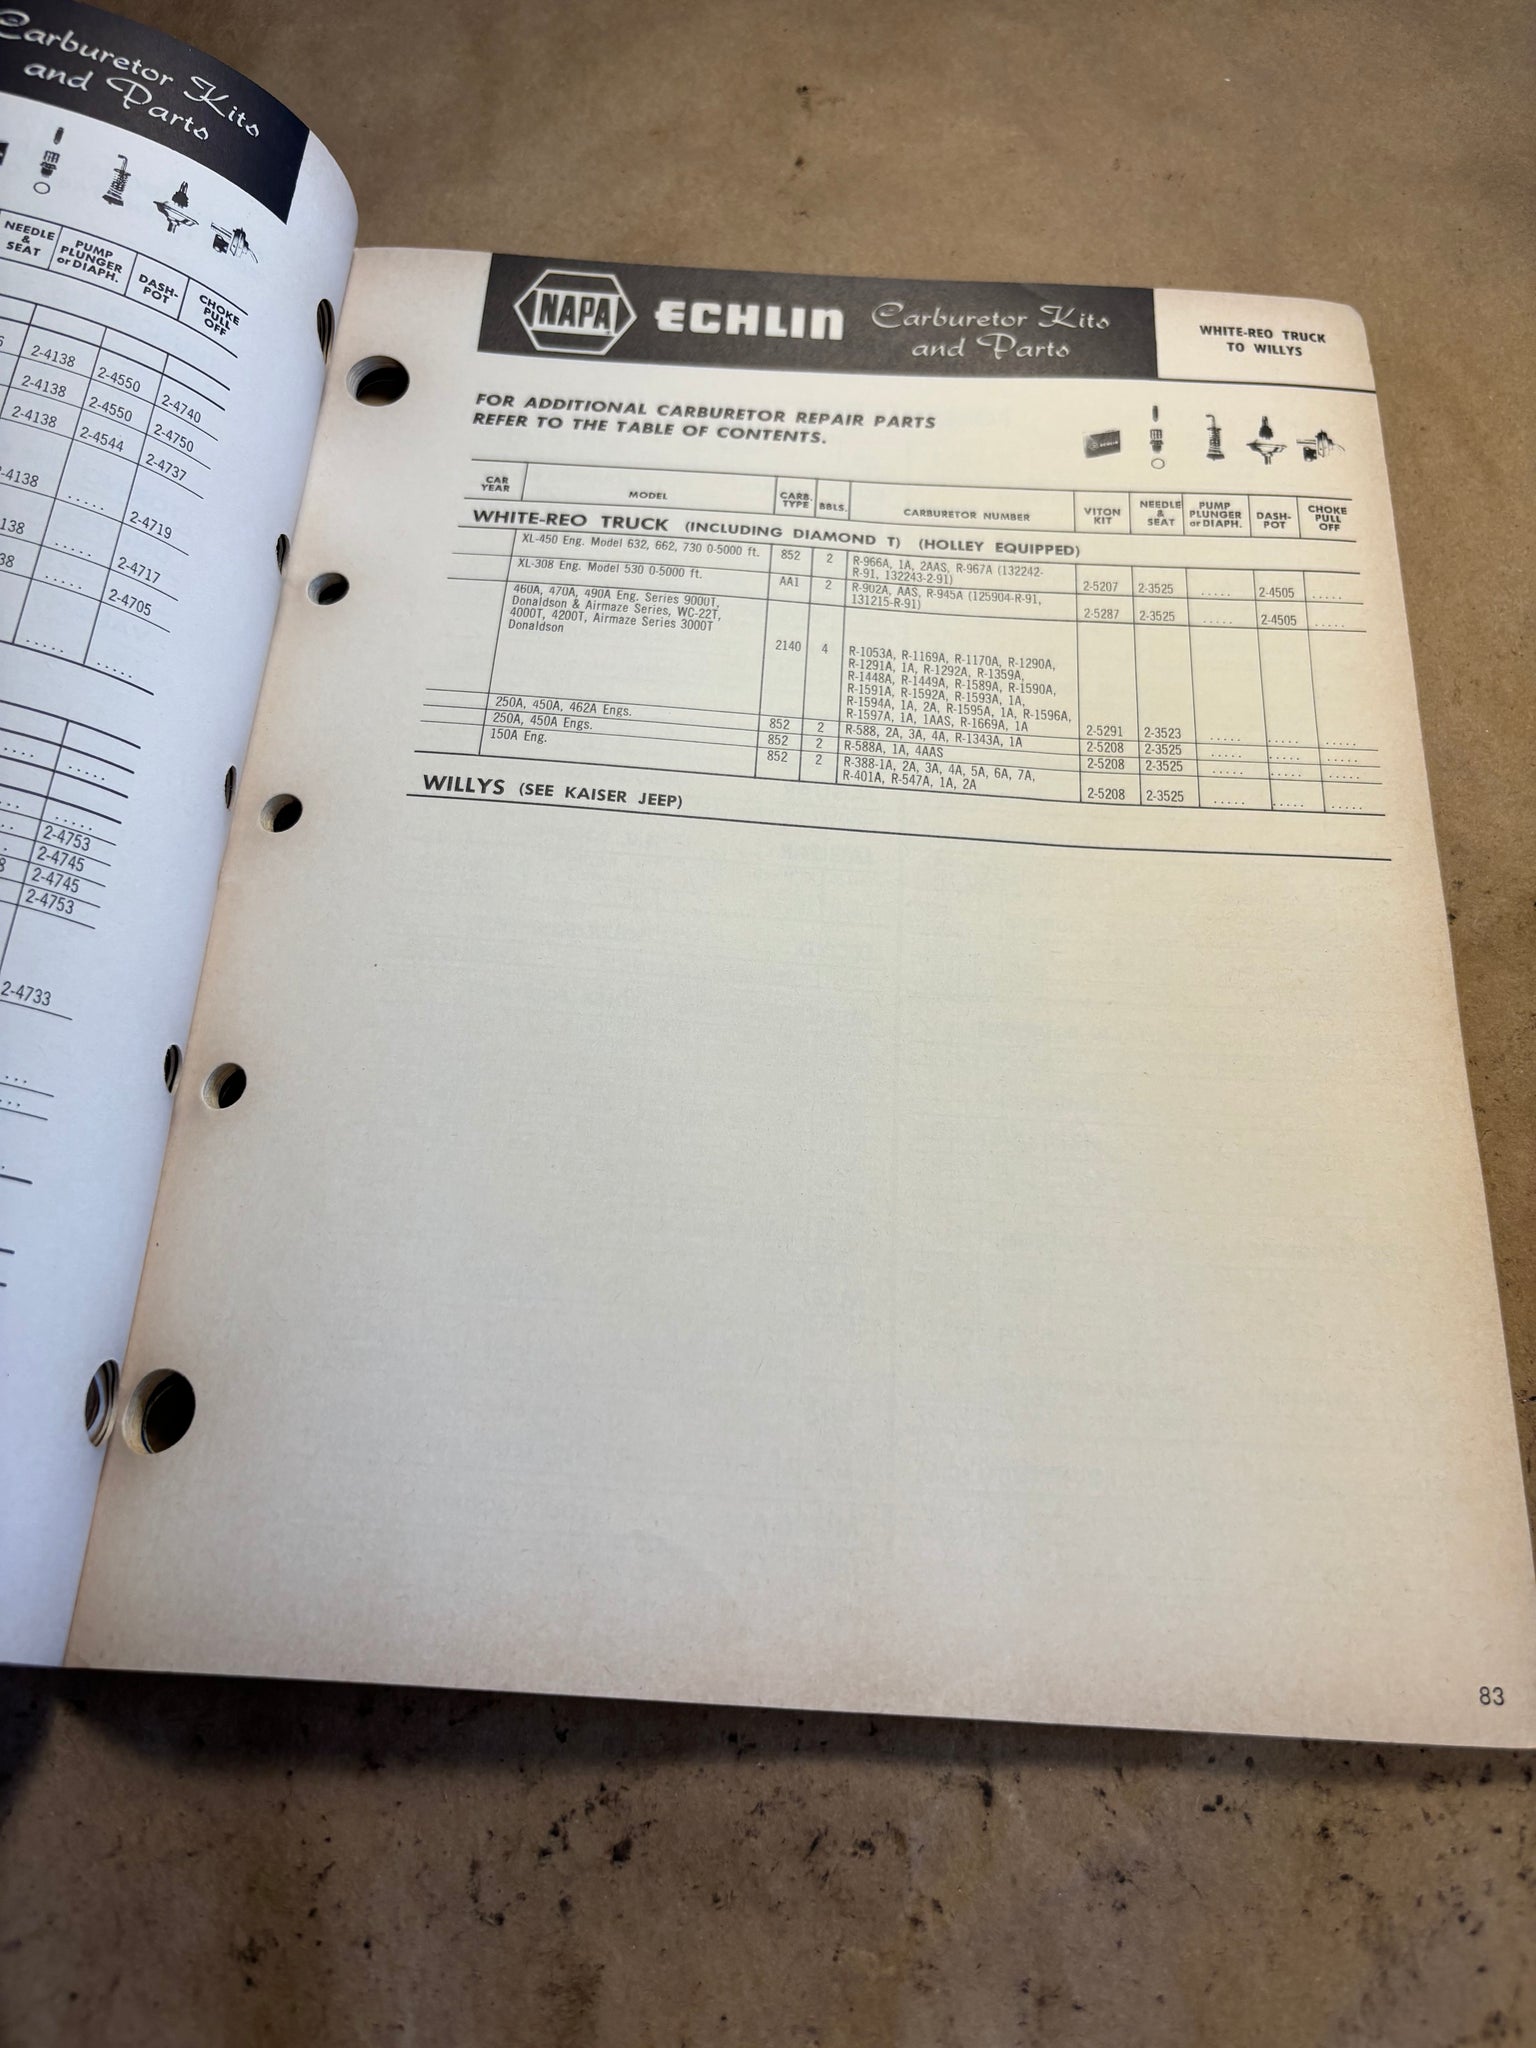 Carburetor Kits
and Parts
NEEDLE & SEAT PUMP PLUNGER or DIAPH. DASH-POT CHOKE PULL OFF
2-4138 2-4550 2-4740
2-4138 2-4550 2-4750
2-4138 2-4544 2-4737
-4138 ..... 2-4719
138 ..... 2-4717
38 ..... 2-4705
..... .....
..... .....
.....
2-4753
2-4745
2-4745
2-4753
2-4733
NAPA ECHLIN Carburetor Kits
and Parts
WHITE-REO TRUCK
TO WILLYS
FOR ADDITIONAL CARBURETOR REPAIR PARTS
REFER TO THE TABLE OF CONTENTS.
CAR YEAR MODEL CARB. TYPE BBLS. CARBURETOR NUMBER VITON KIT NEEDLE & SEAT PUMP PLUNGER or DIAPH. DASH-POT CHOKE PULL OFF
WHITE-REO TRUCK (INCLUDING DIAMOND T) (HOLLEY EQUIPPED)
XL-450 Eng. Model 632, 662, 730 0-5000 ft. 852 2 R-966A, 1A, 2AAS, R-967A (132242-
R-91, 132243-2-91) 2-5207 2-3525 ..... 2-4505 .....
XL-308 Eng. Model 530 0-5000 ft. AA1 2 R-902A, AAS, R-945A (125904-R-91,
131215-R-91) 2-5287 2-3525 ..... 2-4505 .....
460A, 470A, 490A Eng. Series 9000T,
Donaldson & Airmaze Series, WC-22T,
4000T, 4200T, Airmaze Series 3000T
Donaldson
2140 4 R-1053A, R-1169A, R-1170A, R-1290A,
R-1291A, 1A, R-1292A, R-1359A,
R-1448A, R-1449A, R-1589A, R-1590A,
R-1591A, R-1592A, R-1593A, 1A,
R-1594A, 1A, 2A, R-1595A, 1A, R-1596A,
R-1597A, 1A, 1AAS, R-1669A, 1A 2-5291 2-3523 ..... ..... .....
250A, 450A, 462A Engs. 852 2 R-588, 2A, 3A, 4A, R-1343A, 1A 2-5208 2-3525 ..... ..... .....
250A, 450A Engs. 852 2 R-588A, 1A, 4AAS 2-5208 2-3525 ..... ..... .....
150A Eng. 852 2 R-388-1A, 2A, 3A, 4A, 5A, 6A, 7A,
R-401A, R-547A, 1A, 2A 2-5208 2-3525 ..... ..... .....
WILLYS (SEE KAISER JEEP)
83